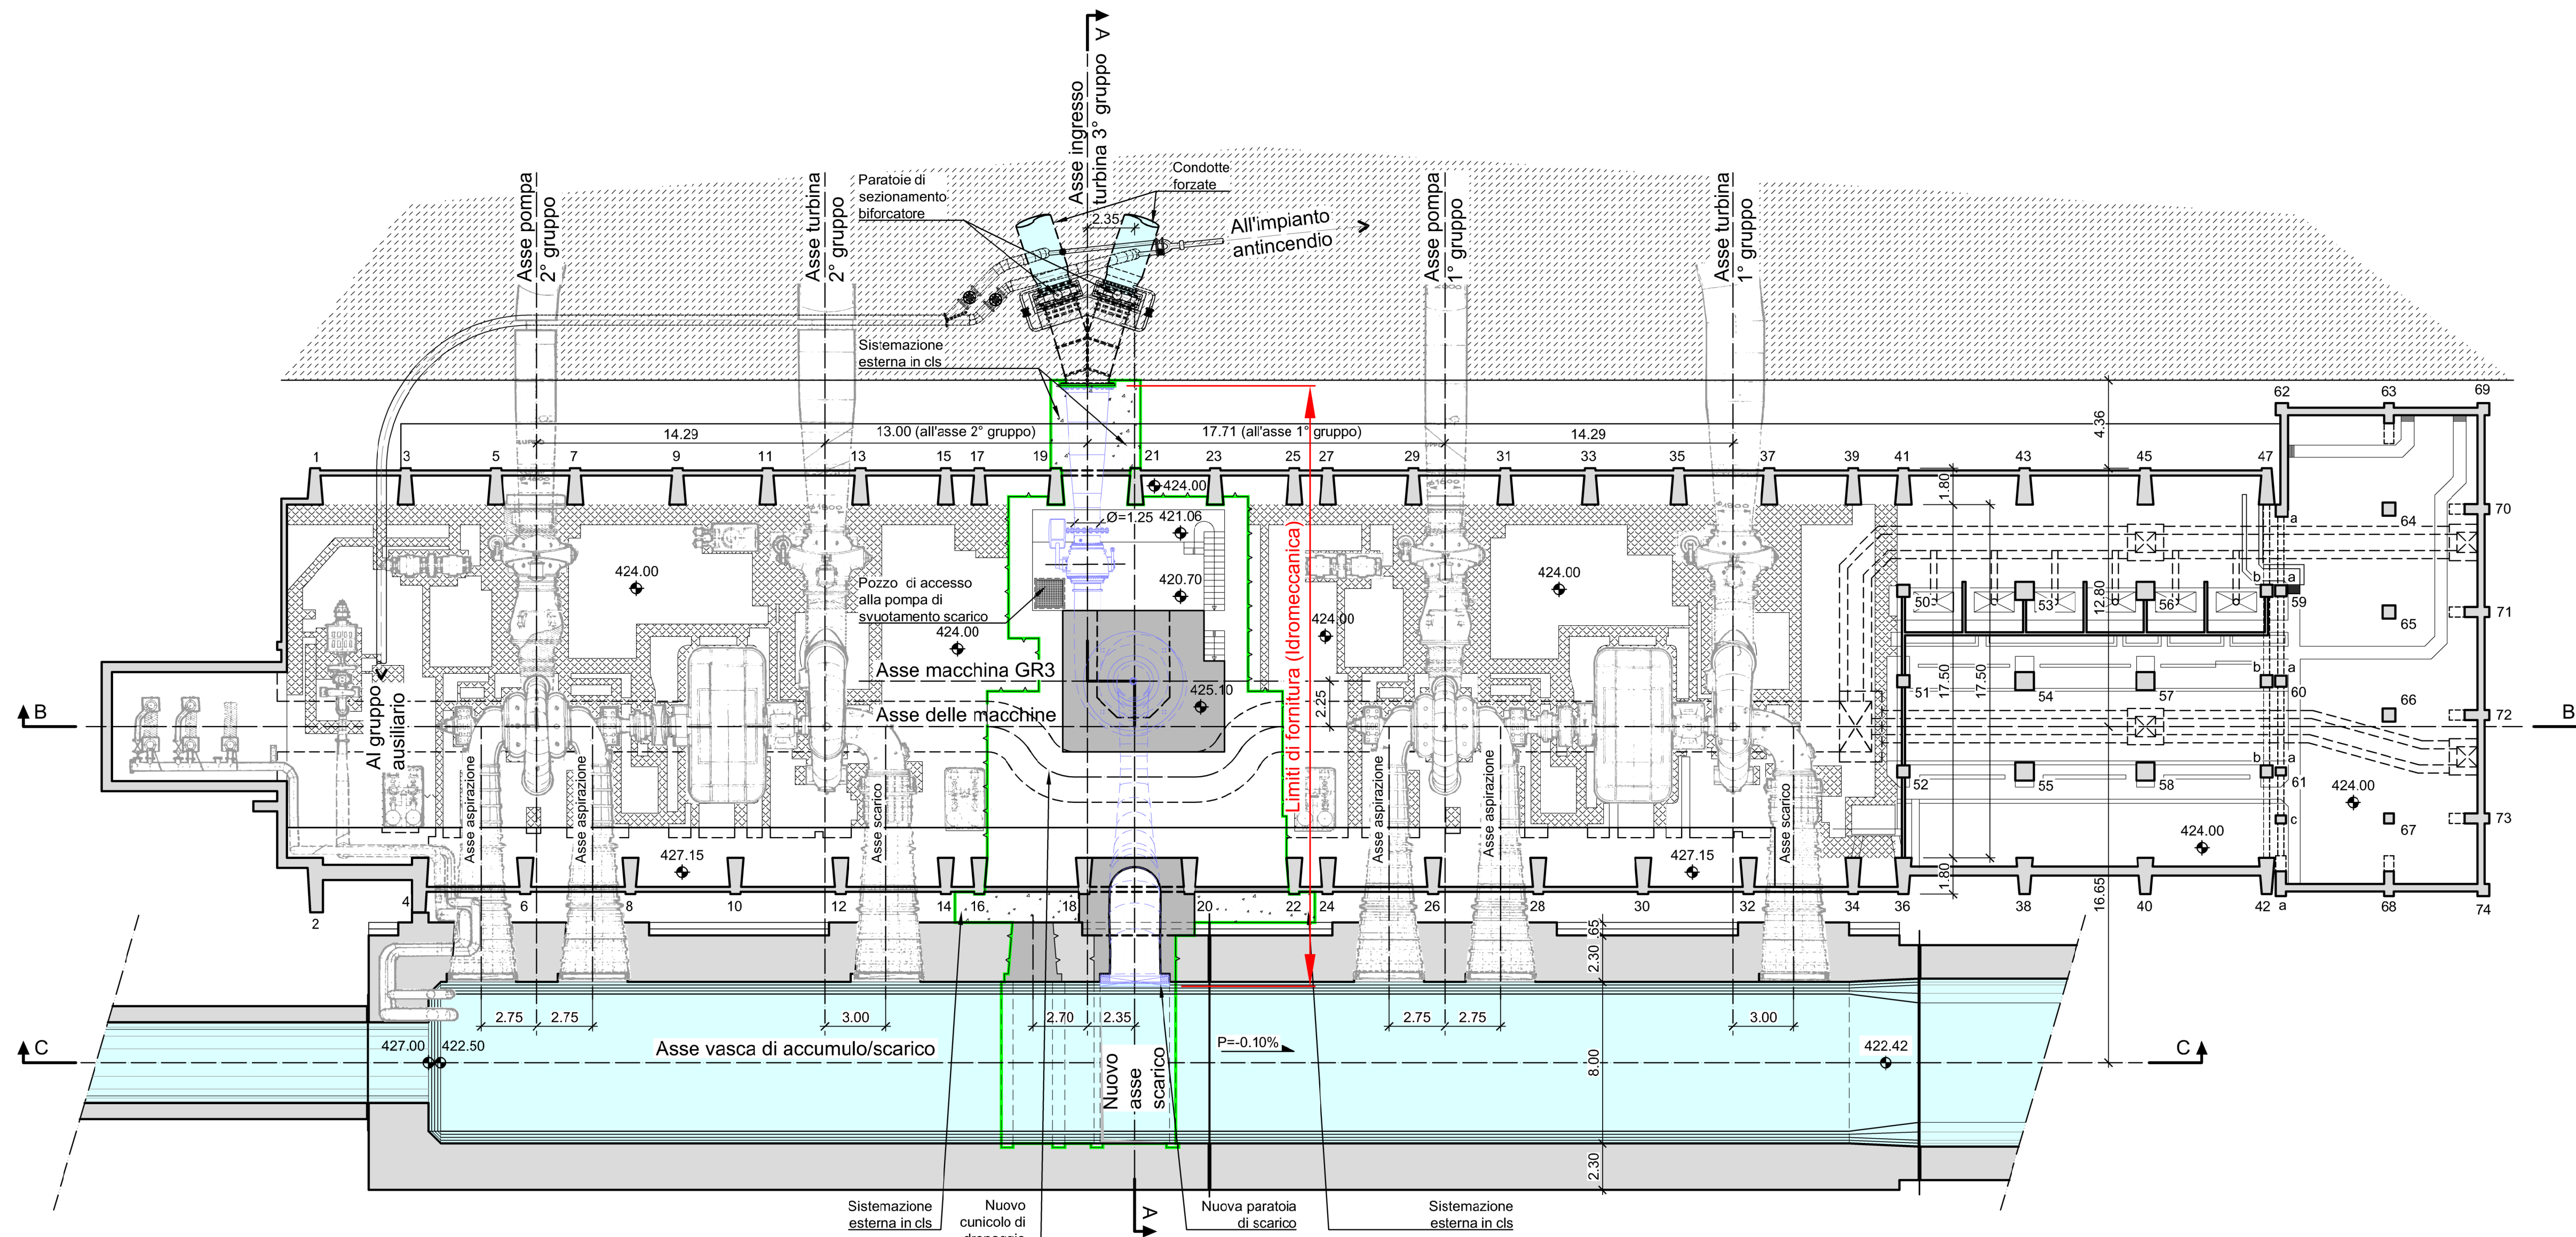 A
Asse ingresso
turbina 3° gruppo
Asse pompa
2° gruppo
Asse turbina
2° gruppo
Paratoie di
sezionamento
biforcatore
Condotte
forzate
2.35
All'impianto
antincendio
Asse pompa
1° gruppo
Asse turbina
1° gruppo
Sistemazione
esterna in cls
14.29
13.00 (all'asse 2° gruppo)
17.71 (all'asse 1° gruppo)
14.29
4.36
62
63
69
1
3
5
7
9
11
13
15
17
19
21
23
25
27
29
31
33
35
37
39
41
43
45
47
424.00
1.80
Ø=1.25
421.06
a
64
70
424.00
Pozzo di accesso
alla pompa di
svuotamento scarico
424.00
420.70
424.00
424.00
50
53
56
b
a
59
12.80
65
71
Limiti di fornitura (Idromeccanica)
Asse macchina GR3
425.10
2.25
Asse delle macchine
51
17.50
17.50
54
57
b
a
60
66
72
B
B
Al gruppo
ausiliario
Asse aspirazione
Asse aspirazione
Asse scarico
Asse aspirazione
Asse aspirazione
Asse scarico
52
55
58
b
a
61
c
424.00
67
73
427.15
427.15
424.00
1.80
16.65
2
4
6
8
10
12
14
16
18
20
22
24
26
28
30
32
34
36
38
40
42
a
68
74
.65
2.30
2.75
2.75
3.00
2.70
2.35
2.75
2.75
3.00
C
427.00
422.50
Asse vasca di accumulo/scarico
P=-0.10%
422.42
C
8.00
Nuovo
asse
scarico
2.30
Sistemazione
esterna in cls
Nuovo
cunicolo di
drenaggio
A
Nuova paratoia
di scarico
Sistemazione
esterna in cls